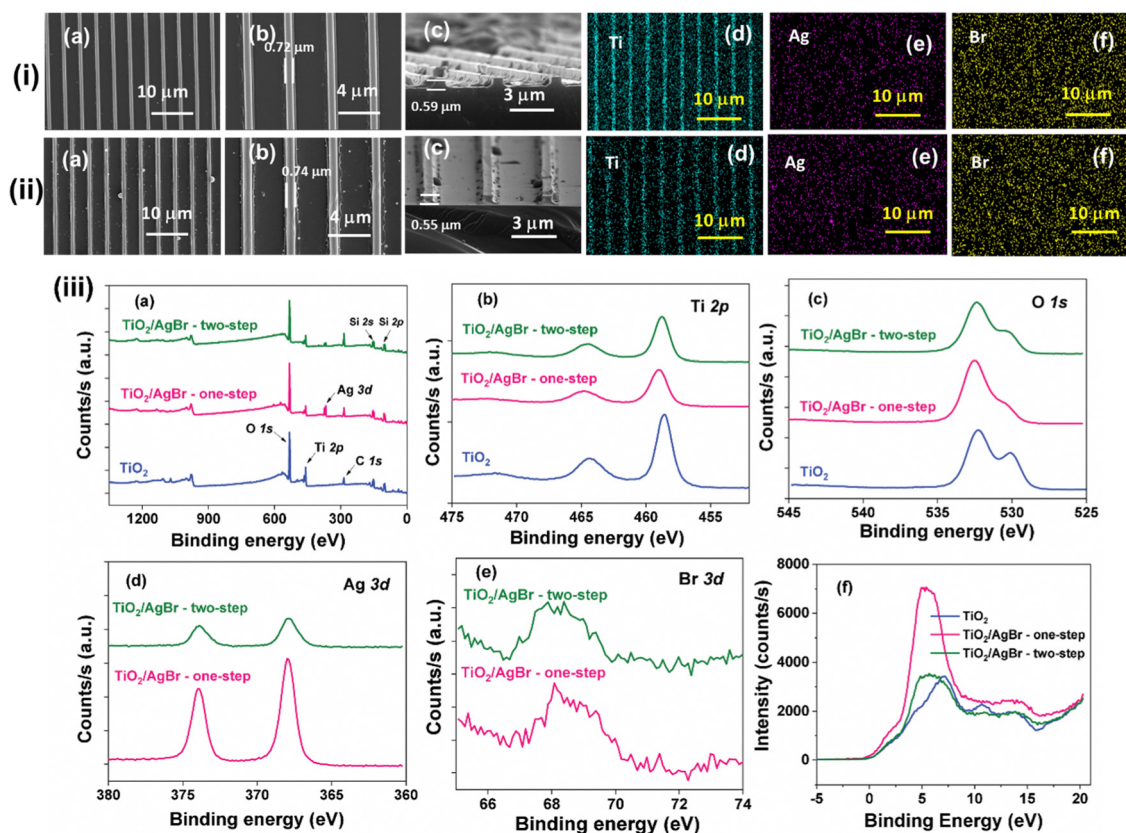 (i)
(a)
10 μm
(b)
0.72 μm
4 μm
(c)
0.59 μm
3 μm
Ti
(d)
10 μm
Ag
(e)
10 μm
Br
(f)
10 μm
(ii)
(a)
10 μm
(b)
0.74 μm
4 μm
(c)
0.55 μm
3 μm
Ti
(d)
10 μm
Ag
(e)
10 μm
Br
(f)
10 μm
(iii)
(a)
TiO2/AgBr - two-step
Si 2s
Si 2p
TiO2/AgBr - one-step
Ag 3d
O 1s
Ti 2p
TiO2
C 1s
Counts/s (a.u.)
1200 900 600 300 0
Binding energy (eV)
(b)
Ti 2p
TiO2/AgBr - two-step
TiO2/AgBr - one-step
TiO2
Counts/s (a.u.)
475 470 465 460 455
Binding energy (eV)
(c)
O 1s
TiO2/AgBr - two-step
TiO2/AgBr - one-step
TiO2
Counts/s (a.u.)
545 540 535 530 525
Binding energy (eV)
(d)
Ag 3d
TiO2/AgBr - two-step
TiO2/AgBr - one-step
Counts/s (a.u.)
380 375 370 365 360
Binding energy (eV)
(e)
Br 3d
TiO2/AgBr - two-step
TiO2/AgBr - one-step
Counts/s (a.u.)
66 68 70 72 74
Binding energy (eV)
(f)
8000
6000
4000
2000
0
TiO2
TiO2/AgBr - one-step
TiO2/AgBr - two-step
Intensity (counts/s)
-5 0 5 10 15 20
Binding Energy (eV)